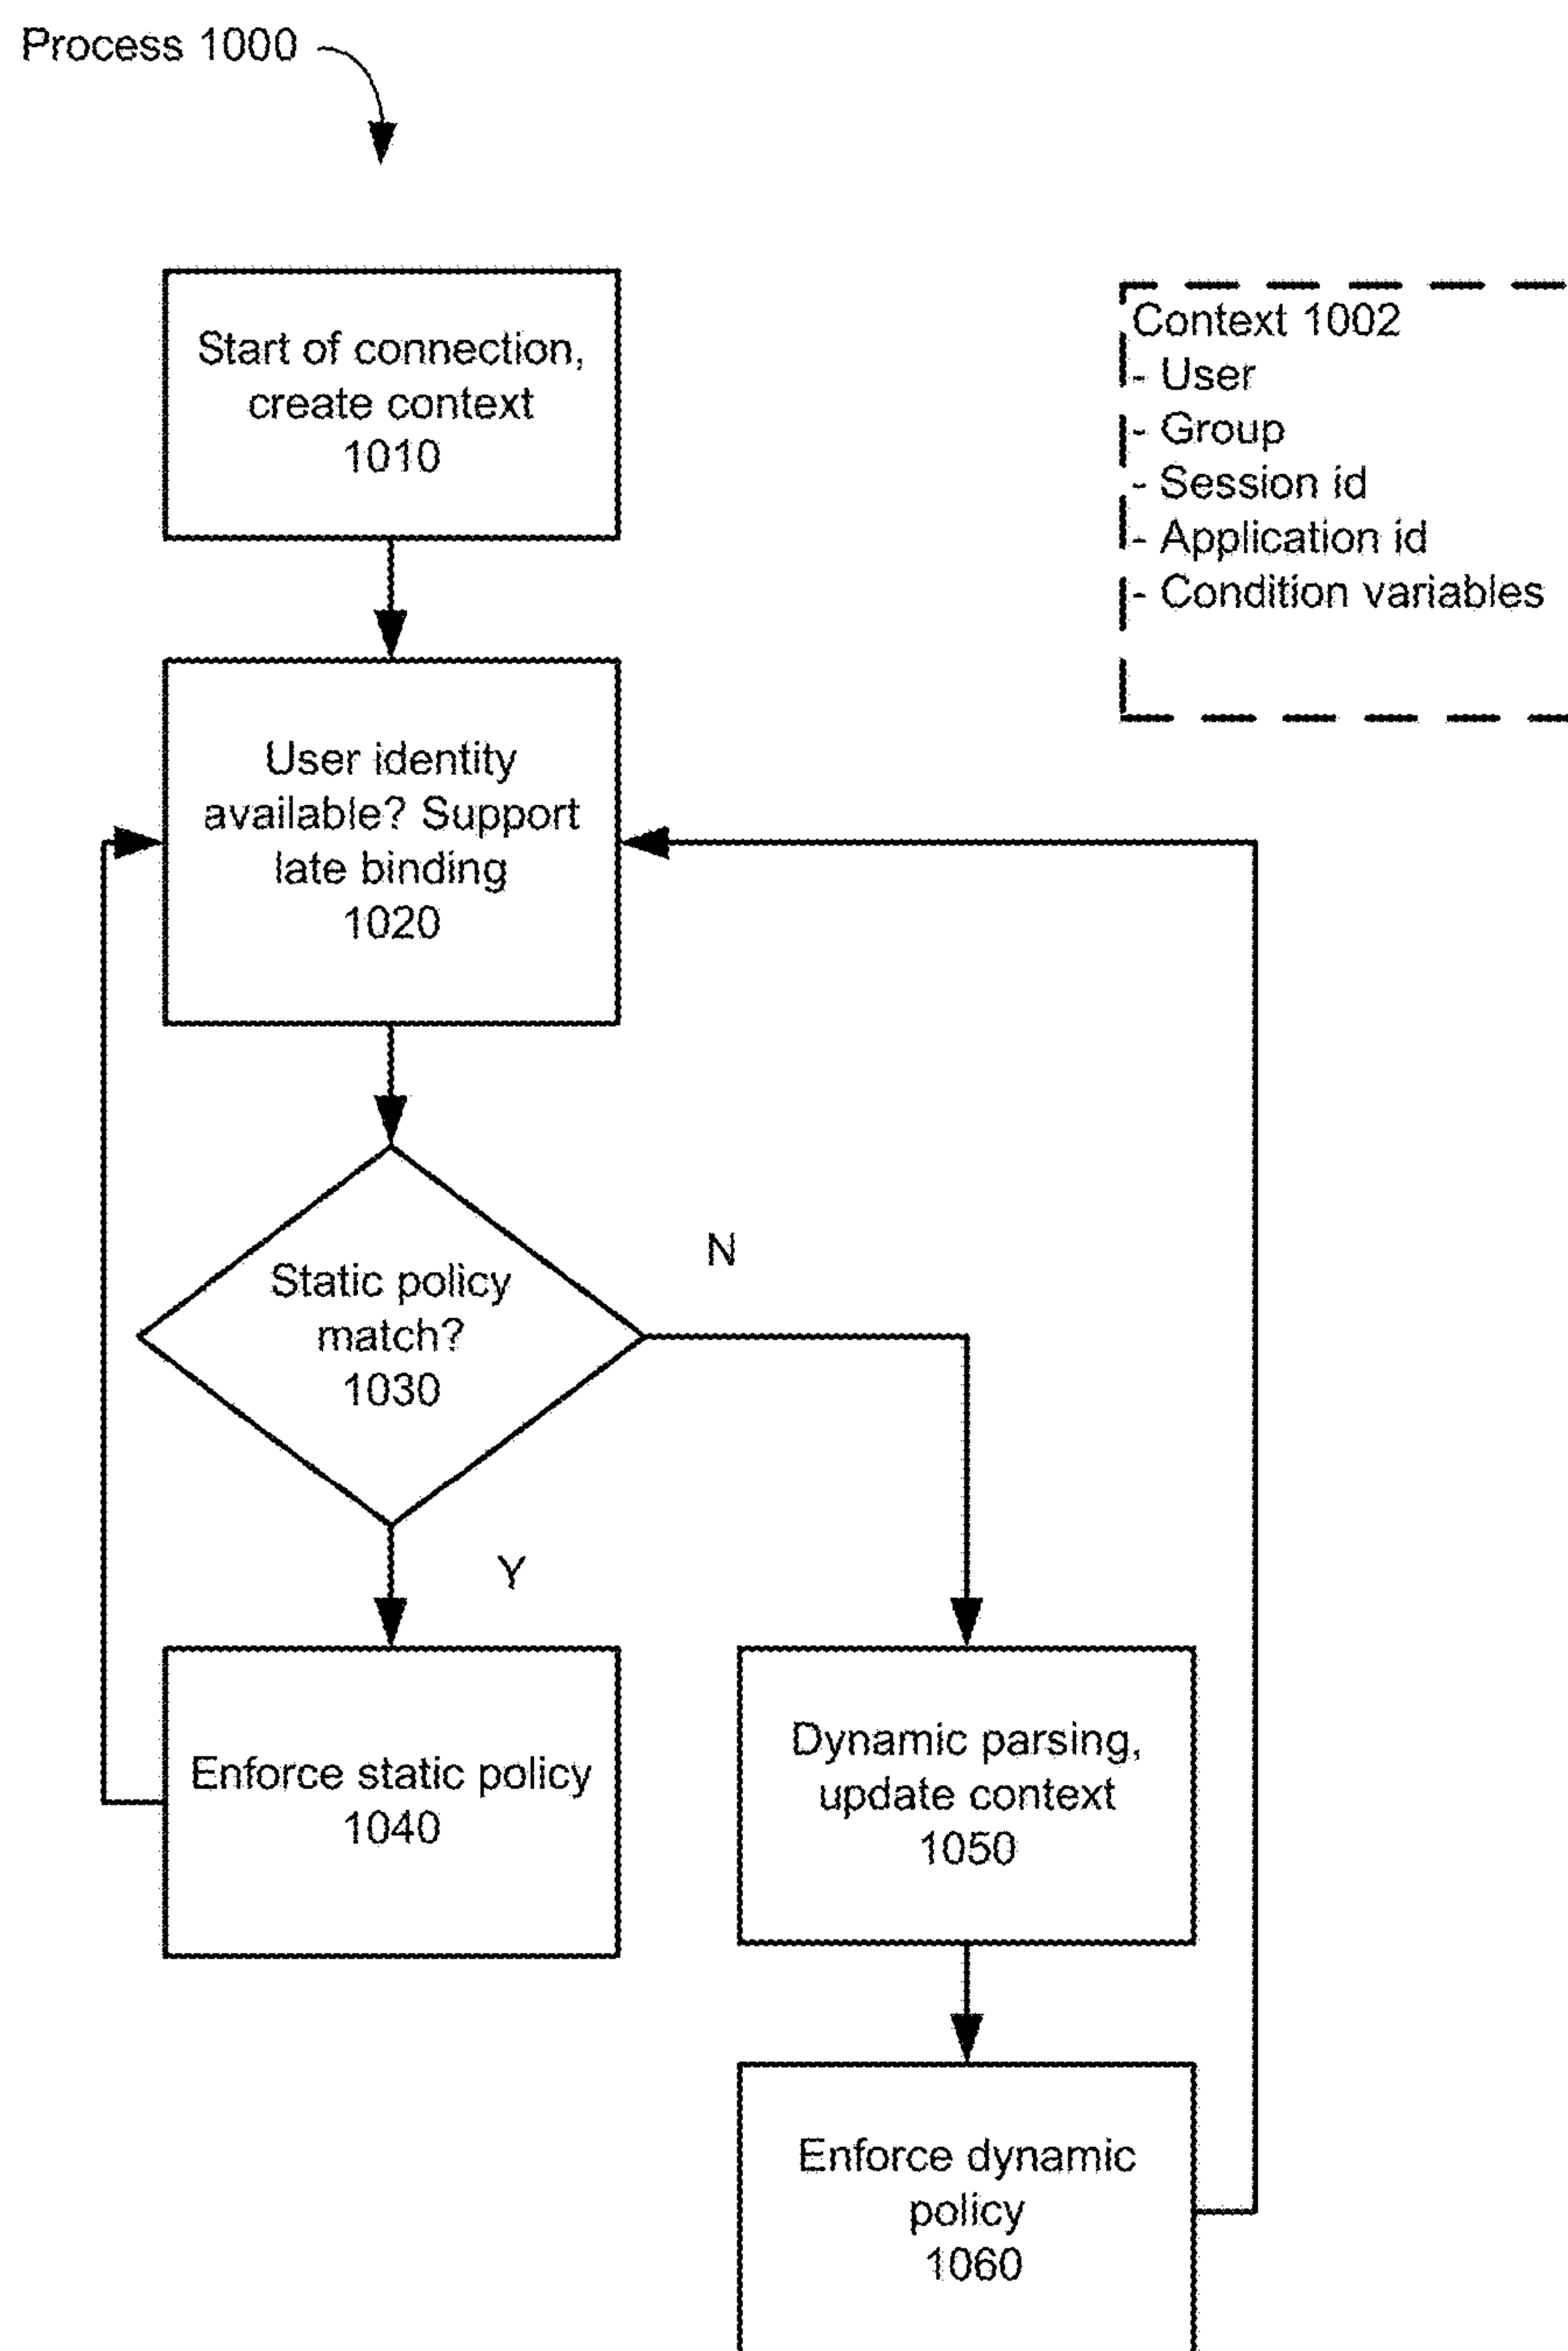 Process 1000
Start of connection,
create context
1010
Context 1002
- User
- Group
- Session id
- Application id
- Condition variables
User identity
available? Support
late binding
1020
Static policy
match?
1030
N
Y
Enforce static policy
1040
Dynamic parsing,
update context
1050
Enforce dynamic
policy
1060